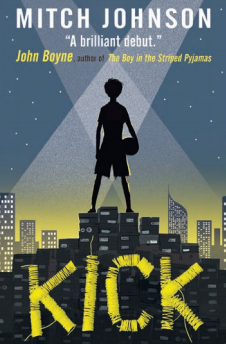 MITCH JOHNSON
“A brilliant debut.”
John Boyne author of The Boy in the Striped Pyjamas
KICK